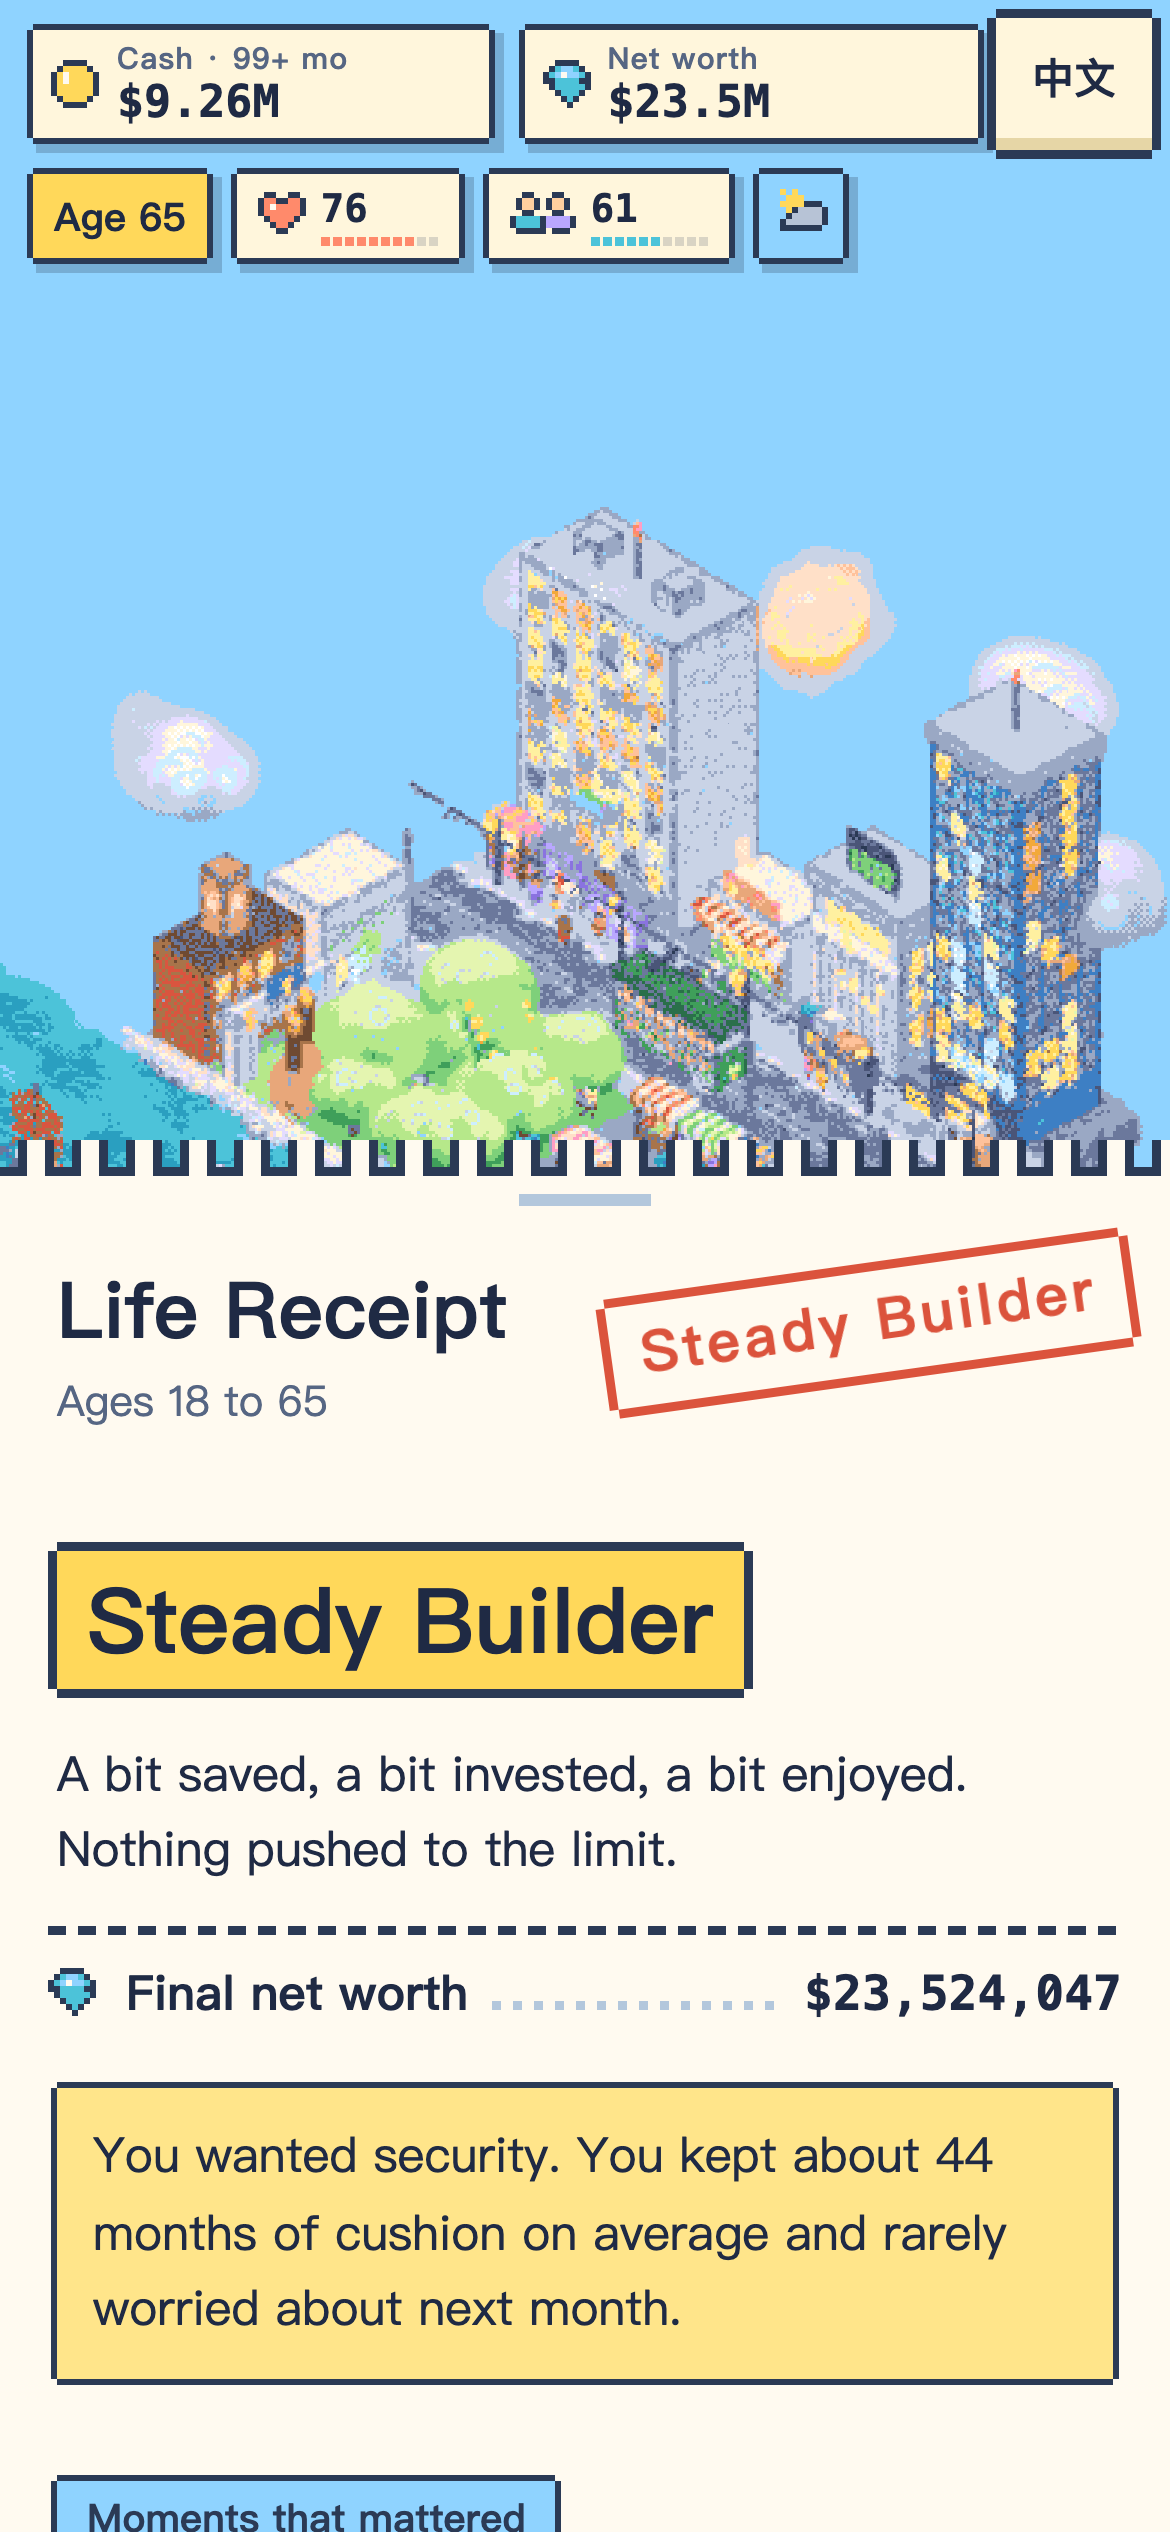 Cash · 99+ mo
$9.26M
Net worth
$23.5M
中文
Age 65
76
61
Life Receipt
Steady Builder
Ages 18 to 65
Steady Builder
A bit saved, a bit invested, a bit enjoyed.
Nothing pushed to the limit.
Final net worth
$23,524,047
You wanted security. You kept about 44
months of cushion on average and rarely
worried about next month.
Moments that mattered